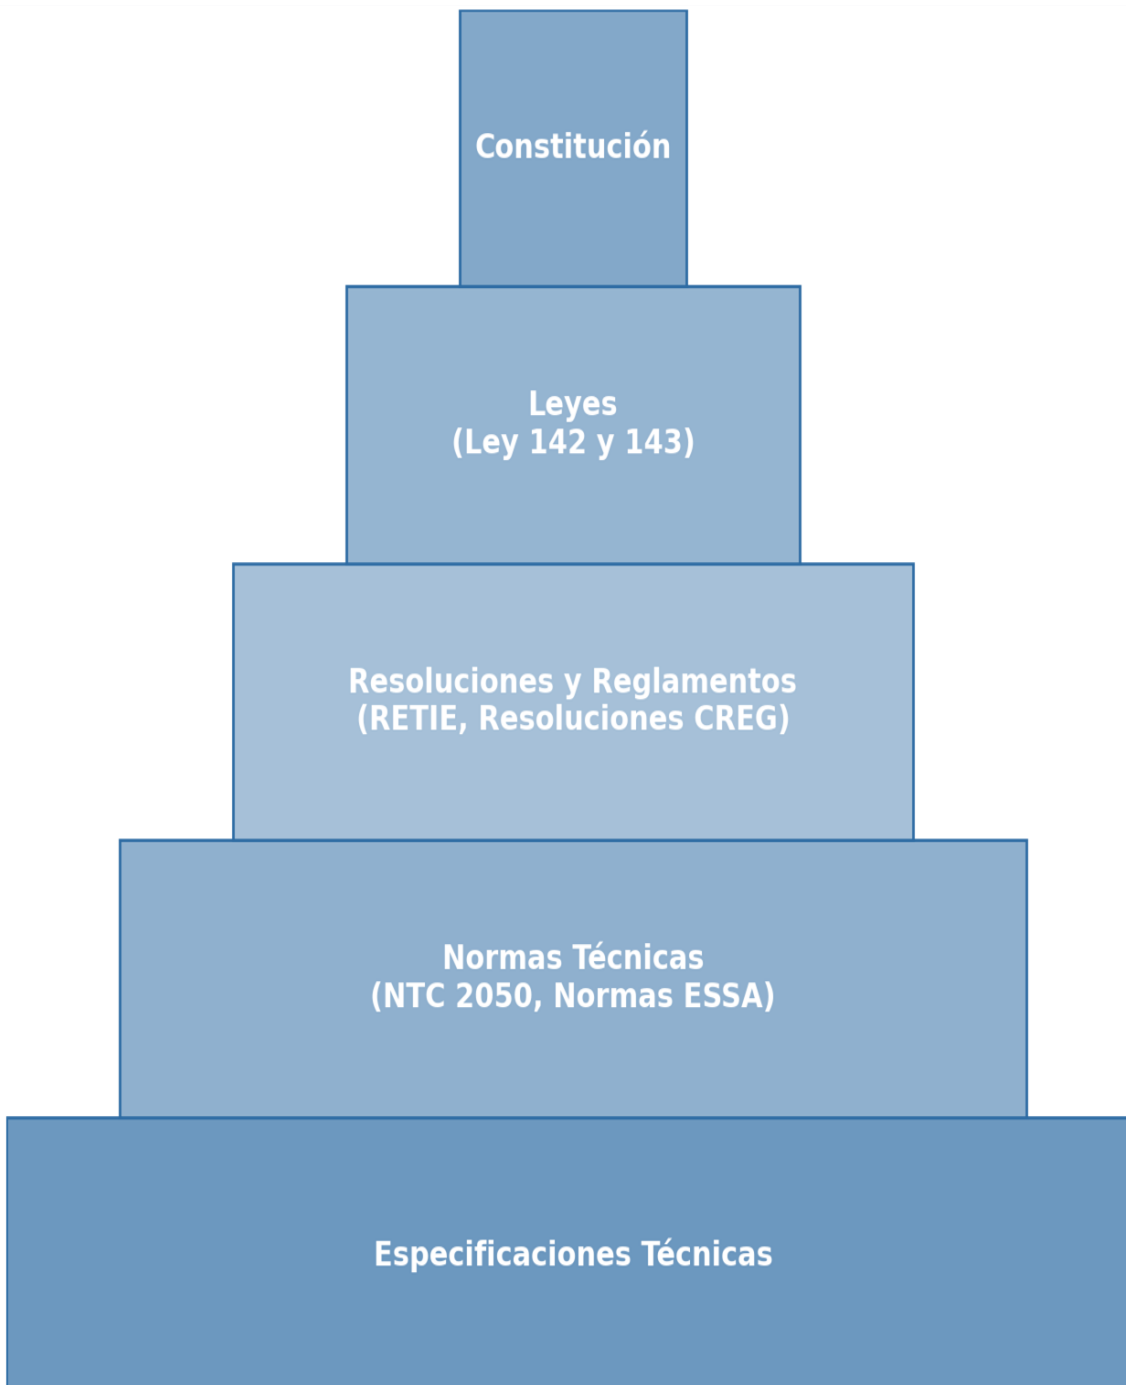 Constitución
Leyes
(Ley 142 y 143)
Resoluciones y Reglamentos
(RETIE, Resoluciones CREG)
Normas Técnicas
(NTC 2050, Normas ESSA)
Especificaciones Técnicas